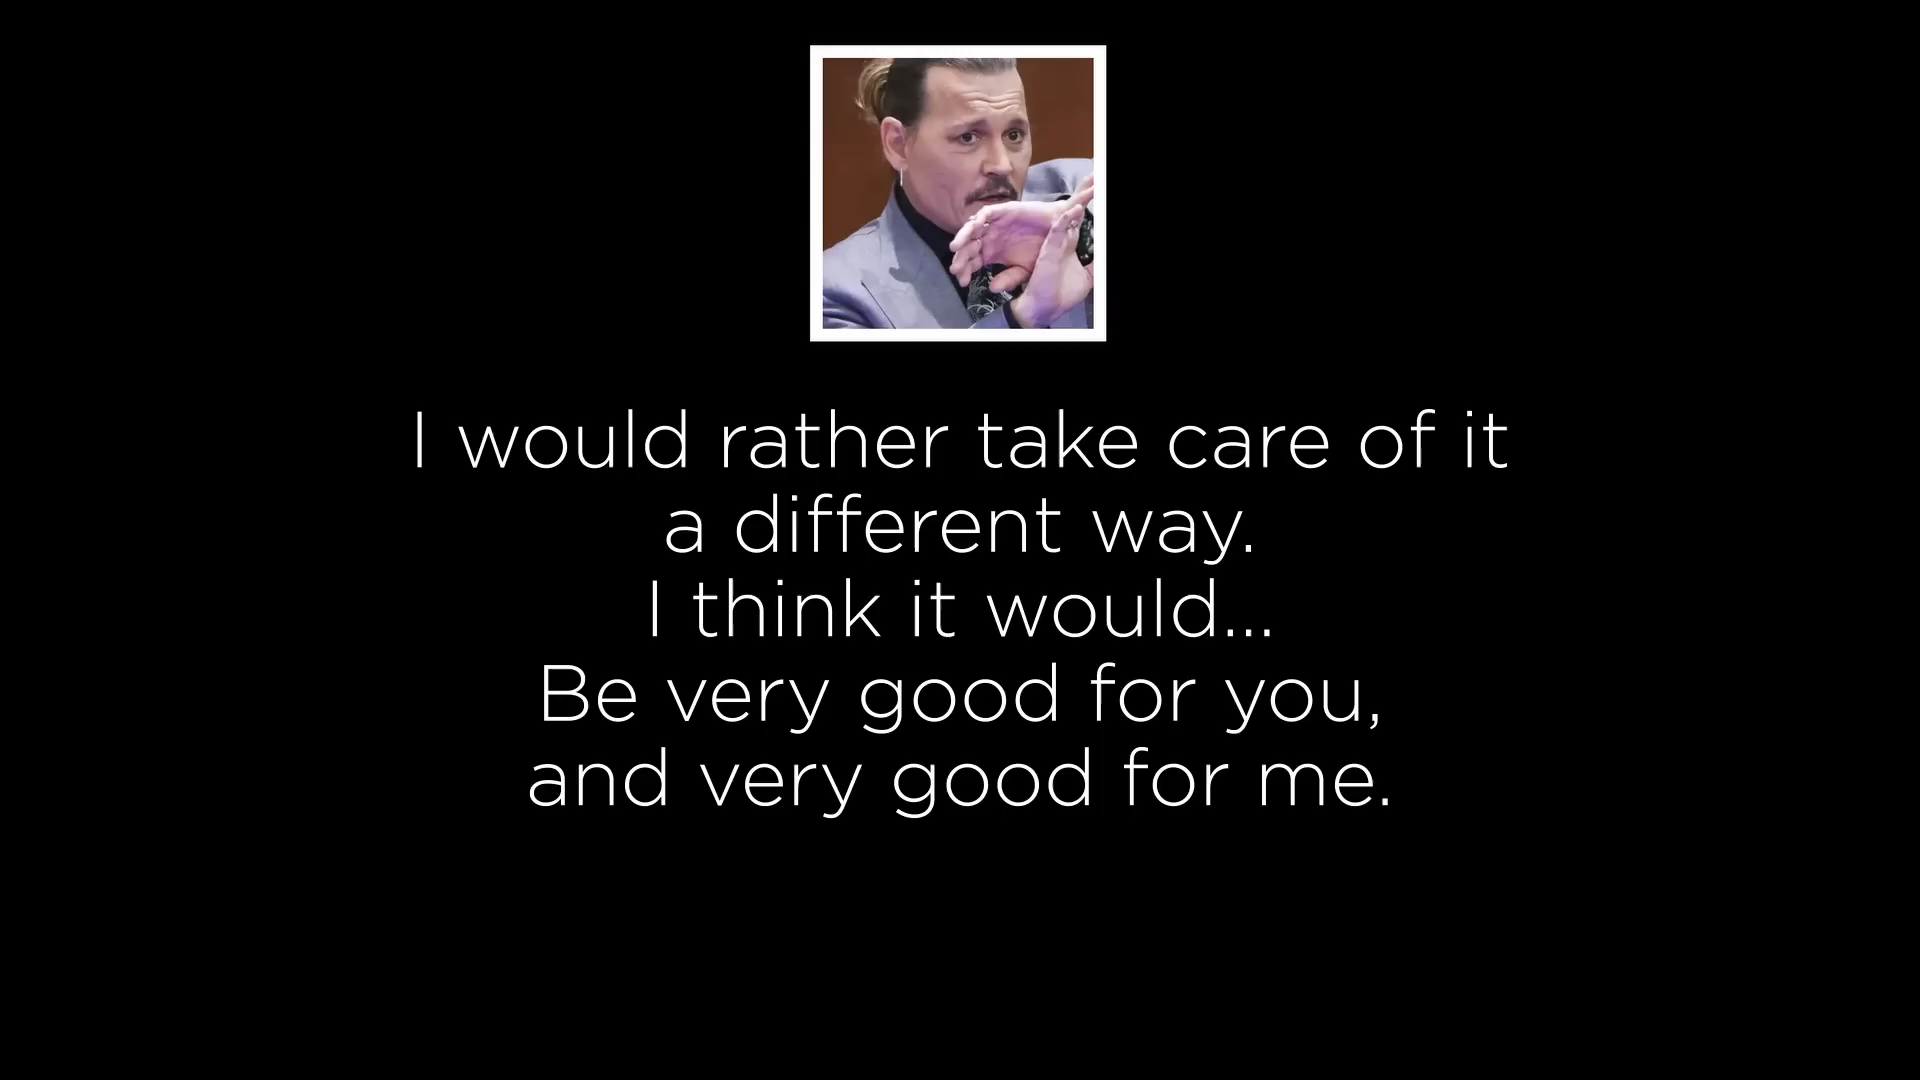 I would rather take care of it
a different way.
I think it would...
Be very good for you,
and very good for me.